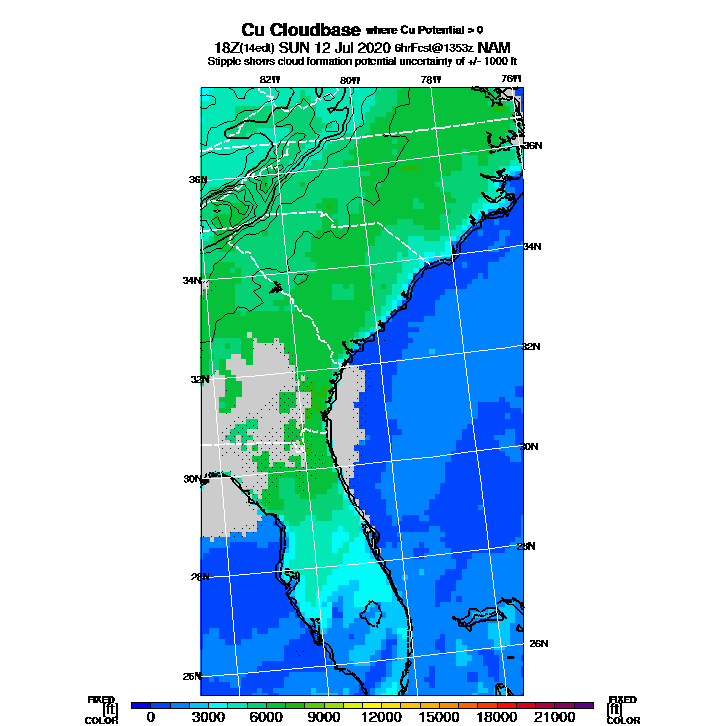 Cu Cloudbase where Cu Potential > 0
18Z(14edt) SUN 12 Jul 2020 6hrFcst@1353z NAM
Stipple shows cloud formation potential uncertainty of +/- 1000 ft
82W 80W 78W 76W
36N 36N
34N 34N
32N 32N
30N 30N
28N 28N
26N 26N
FIXED FIXED
[ft] 0 3000 6000 9000 12000 15000 18000 21000 [ft]
COLOR COLOR